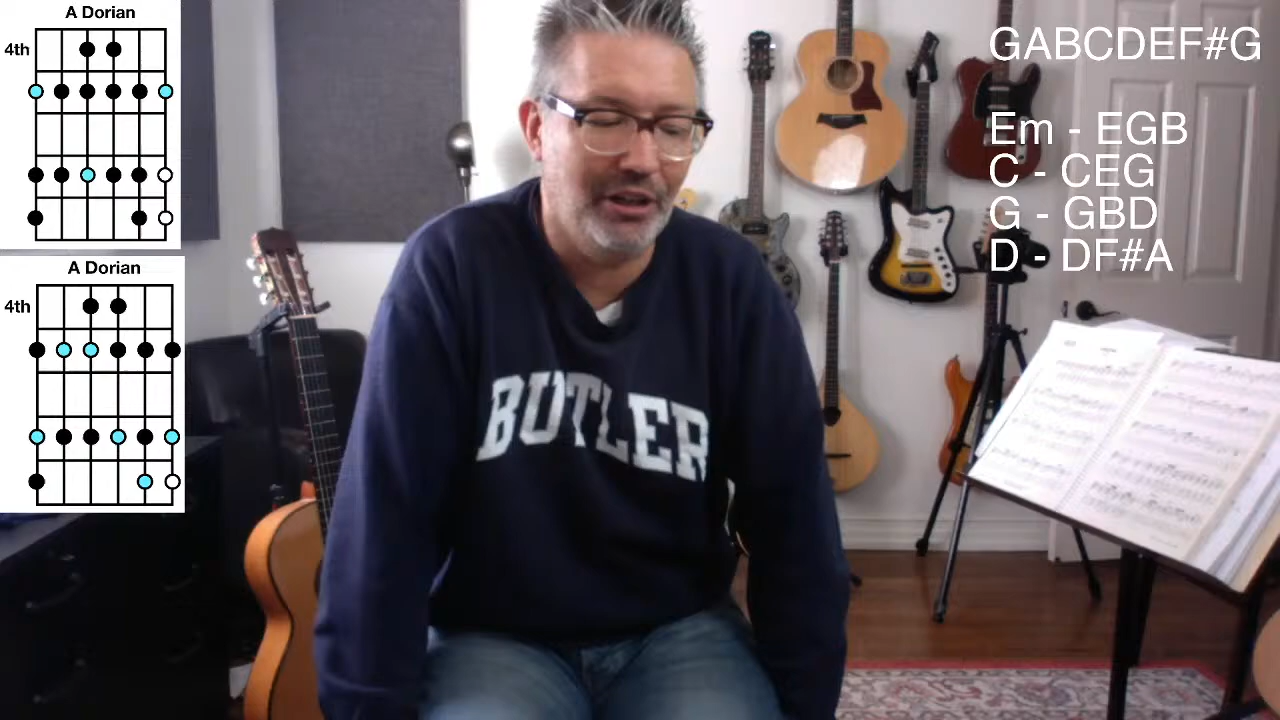 A Dorian
4th
A Dorian
4th
GABCDEF#G
Em - EGB
C - CEG
G - GBD
D - DF#A
BUTLER